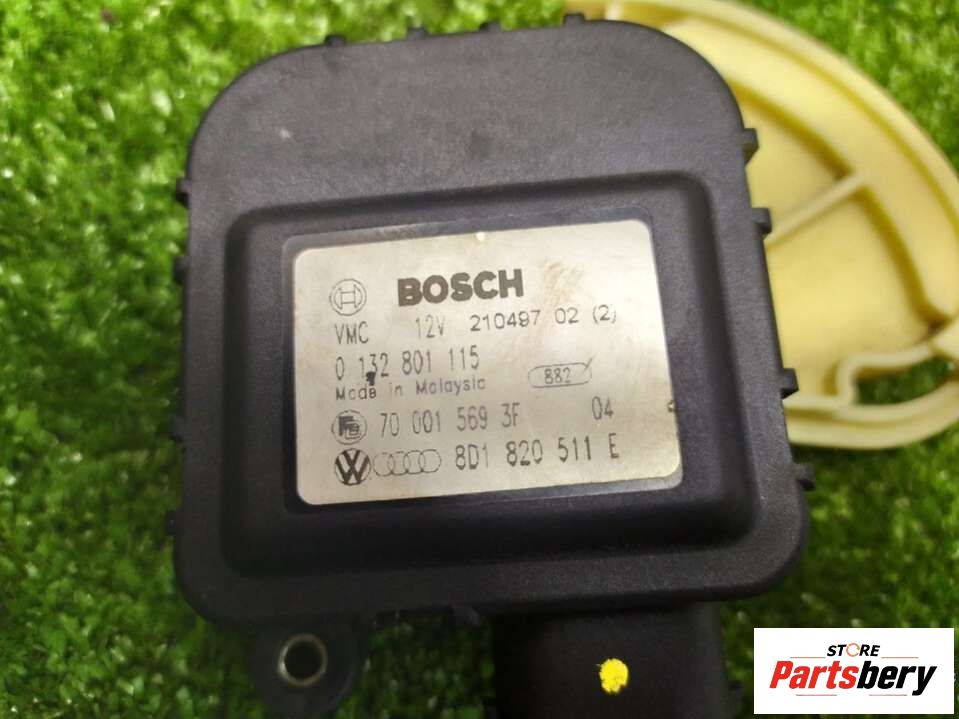 BOSCH
VMC 12V 210497 02 (2)
0 132 801 115
Made in Malaysia 882
70 001 569 3F 04
8D1 820 511 E
STORE
Partsbery